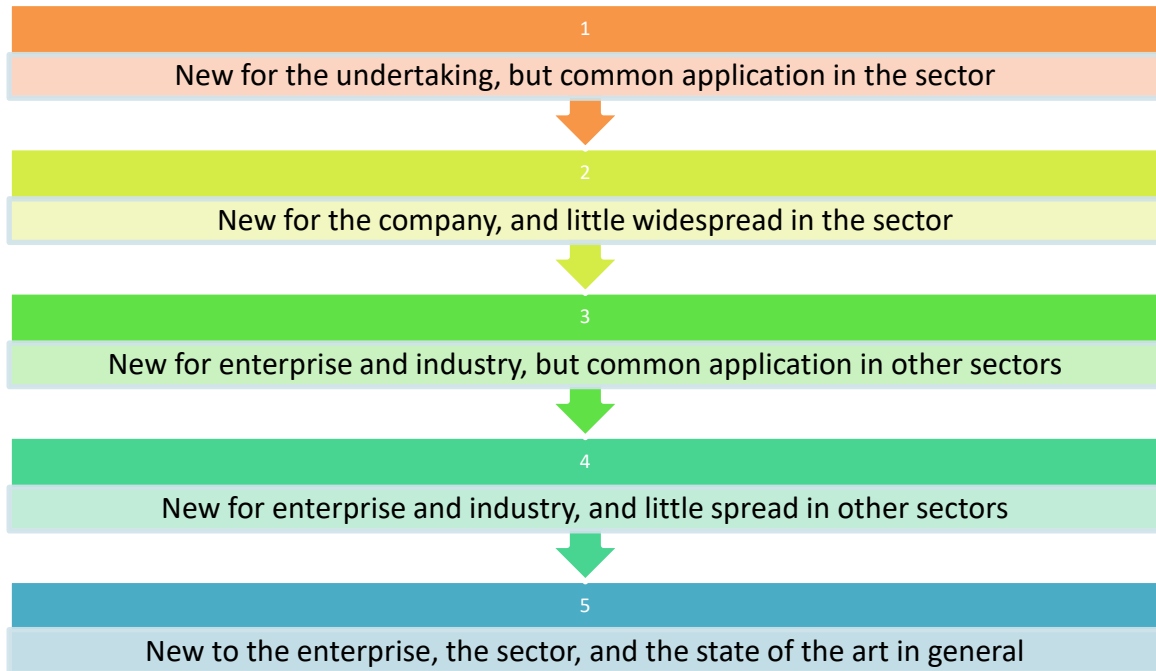 1
New for the undertaking, but common application in the sector
2
New for the company, and little widespread in the sector
3
New for enterprise and industry, but common application in other sectors
4
New for enterprise and industry, and little spread in other sectors
5
New to the enterprise, the sector, and the state of the art in general